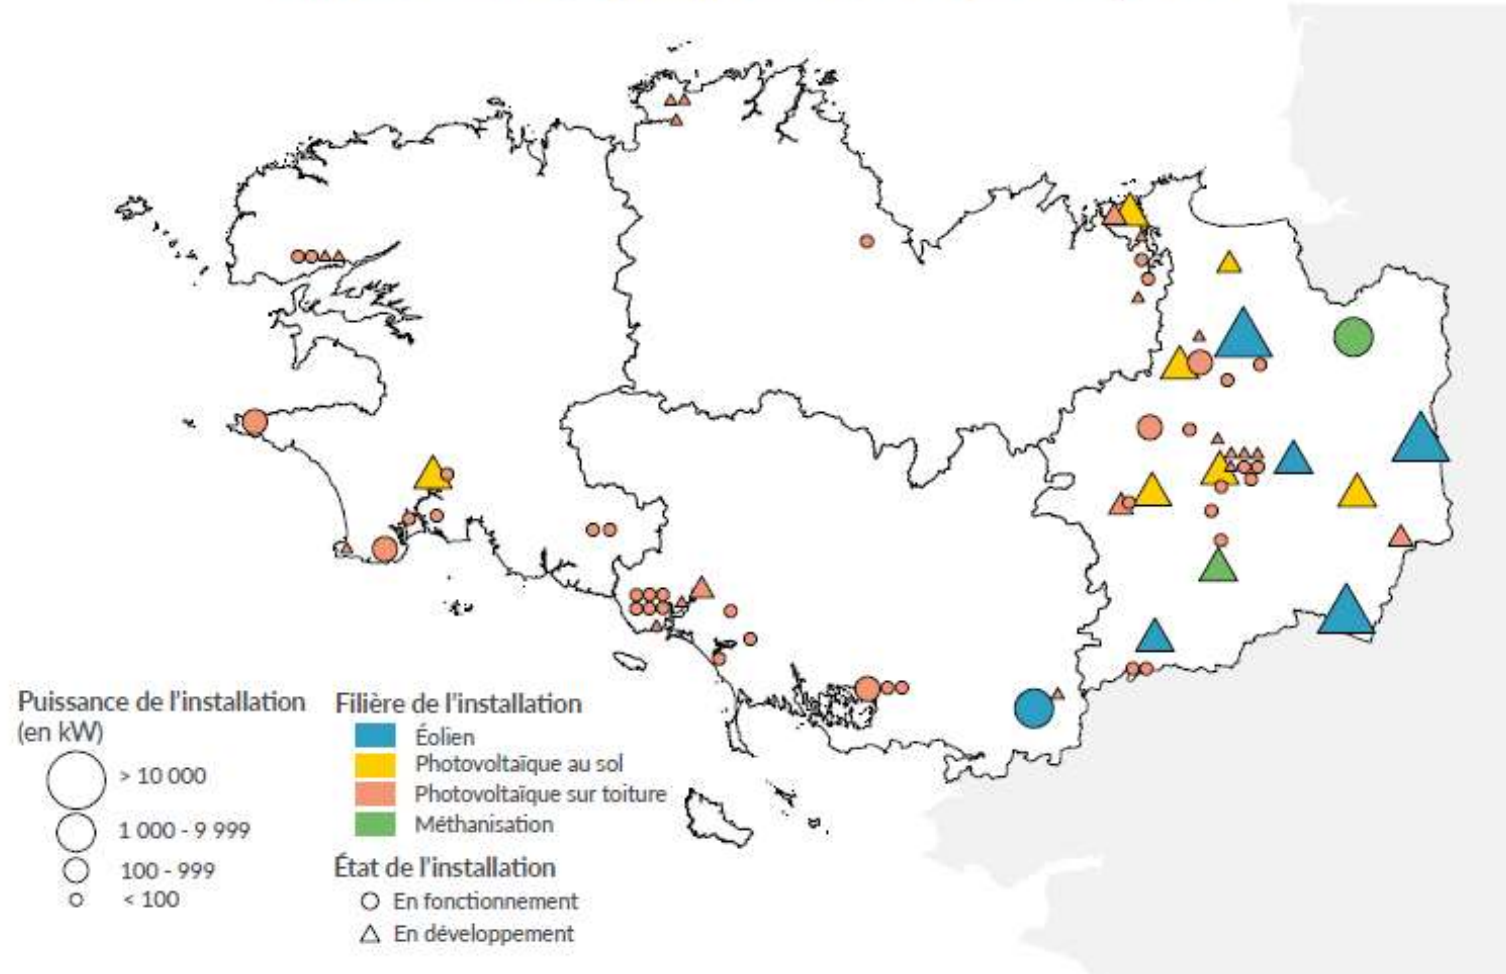 Puissance de l'installation
(en kW)
> 10 000
1 000 - 9 999
100 - 999
< 100
Filière de l'installation
Éolien
Photovoltaïque au sol
Photovoltaïque sur toiture
Méthanisation
État de l'installation
En fonctionnement
En développement